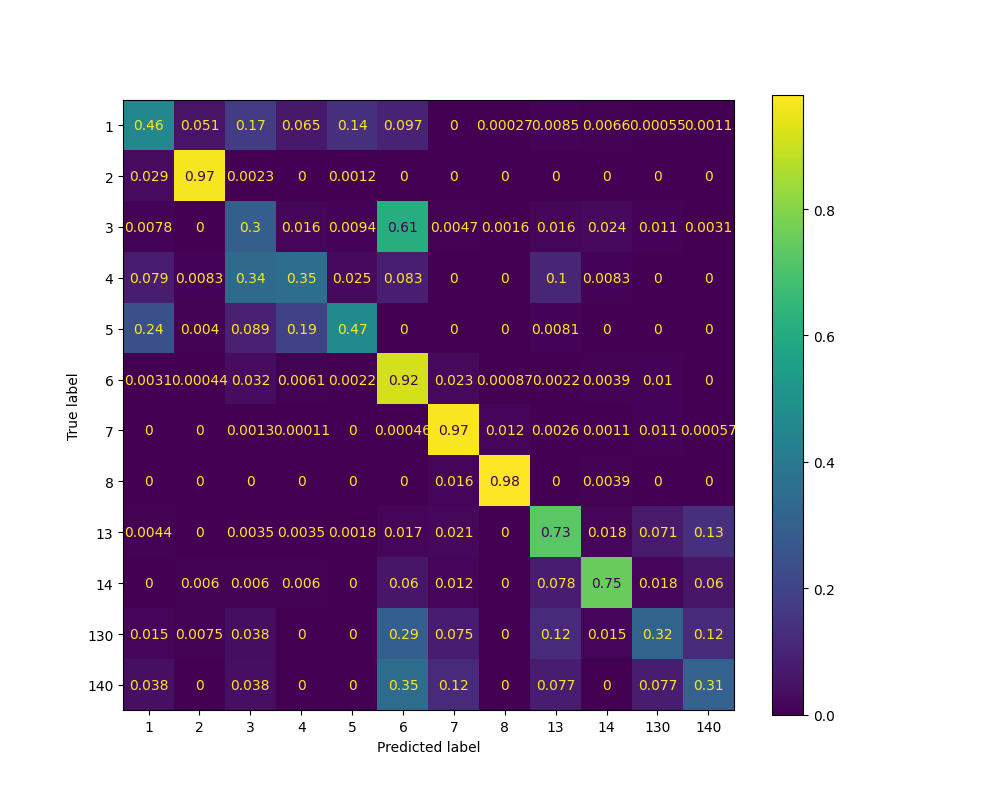 1 0.46 0.051 0.17 0.065 0.14 0.097 0 0.00027 0.0085 0.0066 0.00055 0.0011
2 0.029 0.97 0.0023 0 0.0012 0 0 0 0 0 0 0
3 0.0078 0 0.3 0.016 0.0094 0.61 0.0047 0.0016 0.016 0.024 0.011 0.0031
0.8
4 0.079 0.0083 0.34 0.35 0.025 0.083 0 0 0.1 0.0083 0 0
5 0.24 0.004 0.089 0.19 0.47 0 0 0 0.0081 0 0 0
0.6
6 0.0031 0.00044 0.032 0.0061 0.0022 0.92 0.023 0.00087 0.0022 0.0039 0.01 0
True label
7 0 0 0.0013 0.00011 0 0.00046 0.97 0.012 0.0026 0.0011 0.011 0.00057
0.4
8 0 0 0 0 0 0 0.016 0.98 0 0.0039 0 0
13 0.0044 0 0.0035 0.0035 0.0018 0.017 0.021 0 0.73 0.018 0.071 0.13
14 0 0.006 0.006 0.006 0 0.06 0.012 0 0.078 0.75 0.018 0.06
0.2
130 0.015 0.0075 0.038 0 0 0.29 0.075 0 0.12 0.015 0.32 0.12
140 0.038 0 0.038 0 0 0.35 0.12 0 0.077 0 0.077 0.31
0.0
1 2 3 4 5 6 7 8 13 14 130 140
Predicted label